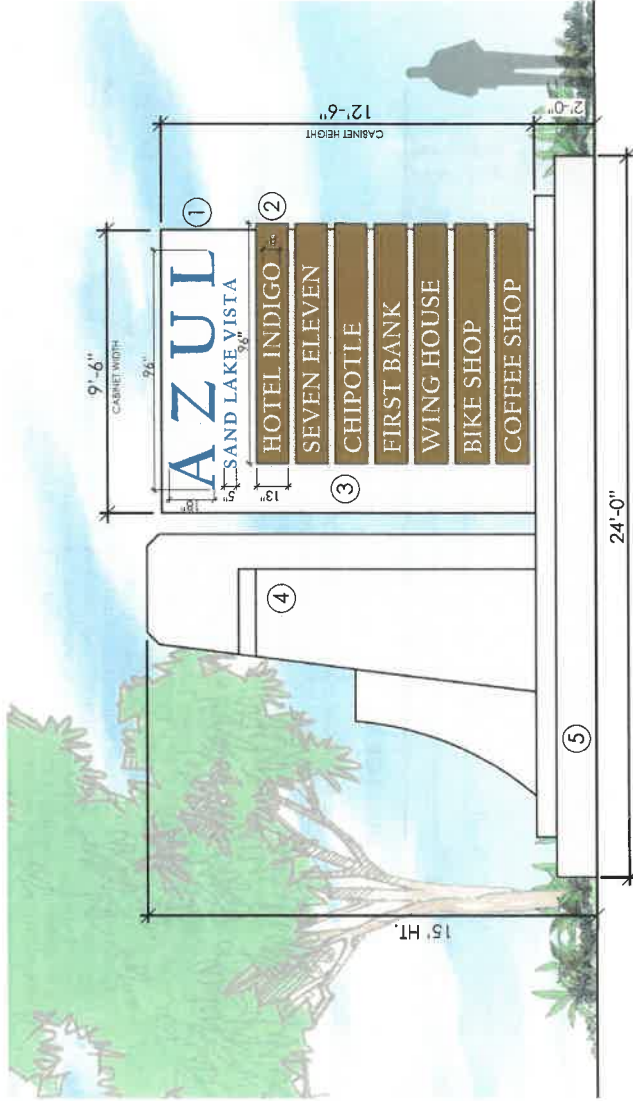 9'-6"
CABINET WIDTH
96"
18"
AZUL
①
SAND LAKE VISTA
5"
96"
②
HOTEL INDIGO
13"
SEVEN ELEVEN
CHIPOTLE
③
FIRST BANK
WING HOUSE
BIKE SHOP
COFFEE SHOP
12'-6"
CABINET HEIGHT
2'-0"
④
15' HT.
⑤
24'-0"